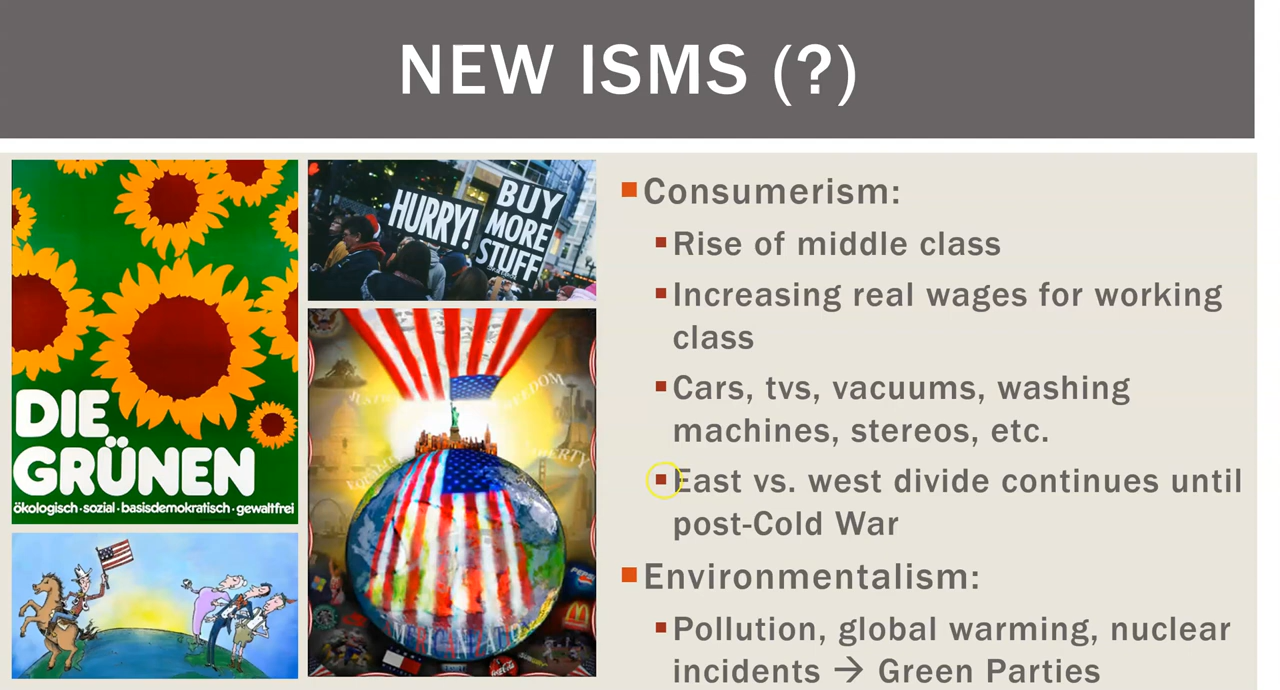 NEW ISMS (?)
DIE
GRÜNEN
ökologisch·sozial·basisdemokratisch·gewaltfrei
HURRY!
BUY
MORE
STUFF
FREEDOM
PEPSI
Consumerism:
Rise of middle class
Increasing real wages for working
class
Cars, tvs, vacuums, washing
machines, stereos, etc.
East vs. west divide continues until
post-Cold War
Environmentalism:
Pollution, global warming, nuclear
incidents → Green Parties